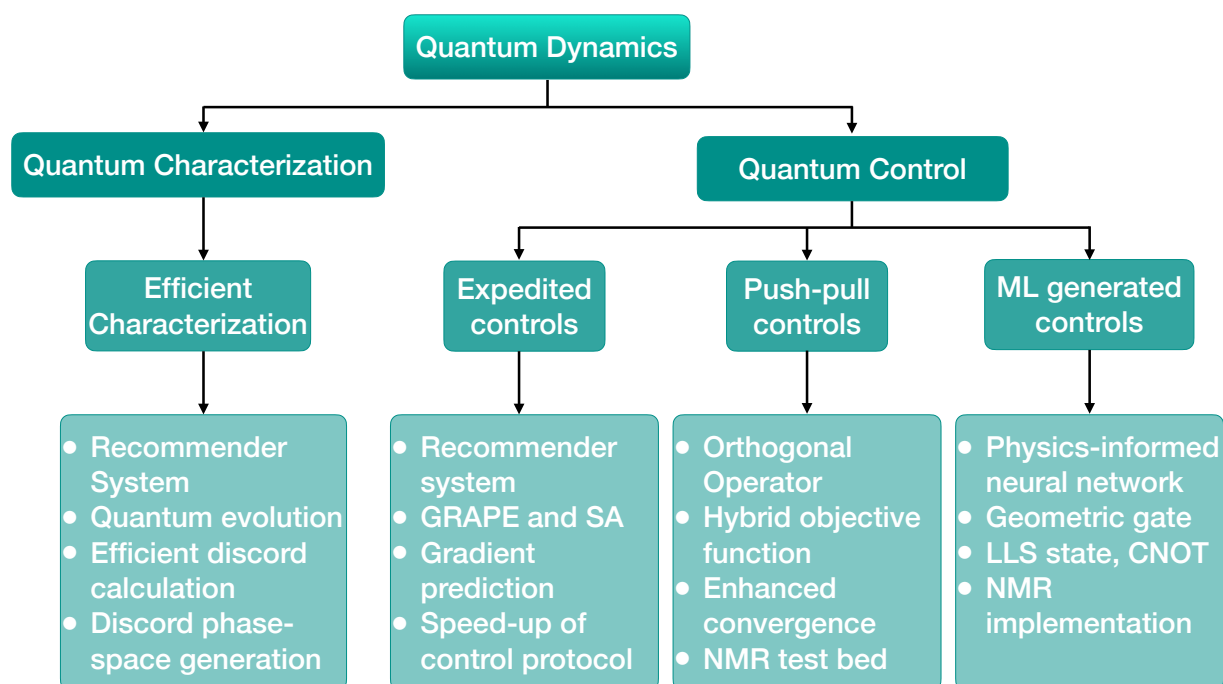 Quantum Dynamics
Quantum Characterization
Quantum Control
Efficient
Characterization
Expedited
controls
Push-pull
controls
ML generated
controls
• Recommender
System
• Quantum evolution
• Efficient discord
calculation
• Discord phase-
space generation
• Recommender
system
• GRAPE and SA
• Gradient
prediction
• Speed-up of
control protocol
• Orthogonal
Operator
• Hybrid objective
function
• Enhanced
convergence
• NMR test bed
• Physics-informed
neural network
• Geometric gate
• LLS state, CNOT
• NMR
implementation